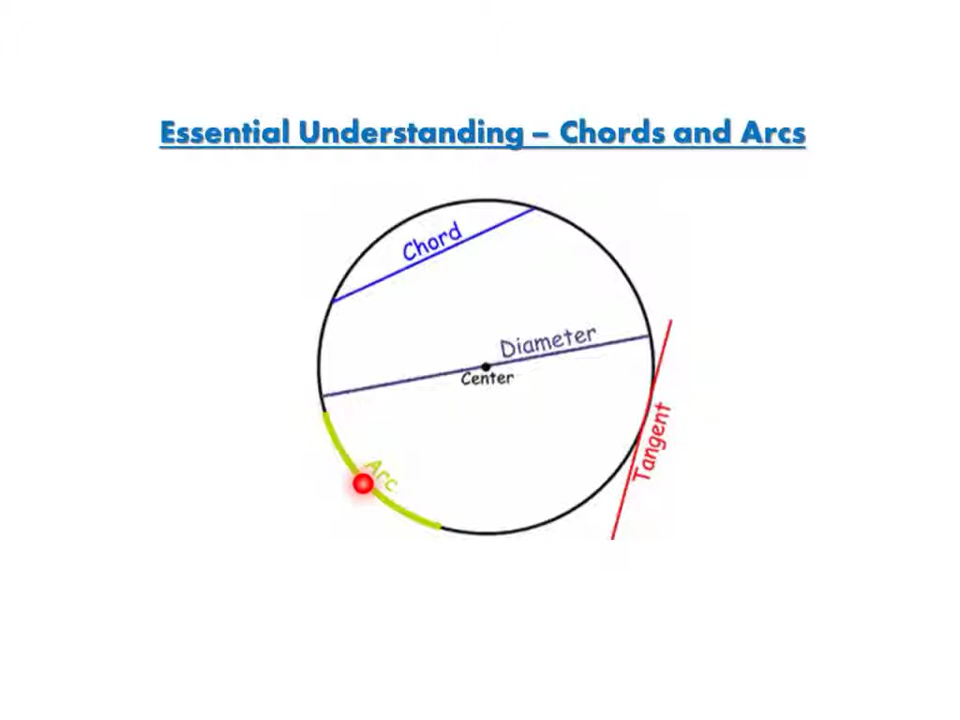 Essential Understanding – Chords and Arcs
Chord
Diameter
Center
Tangent
Arc